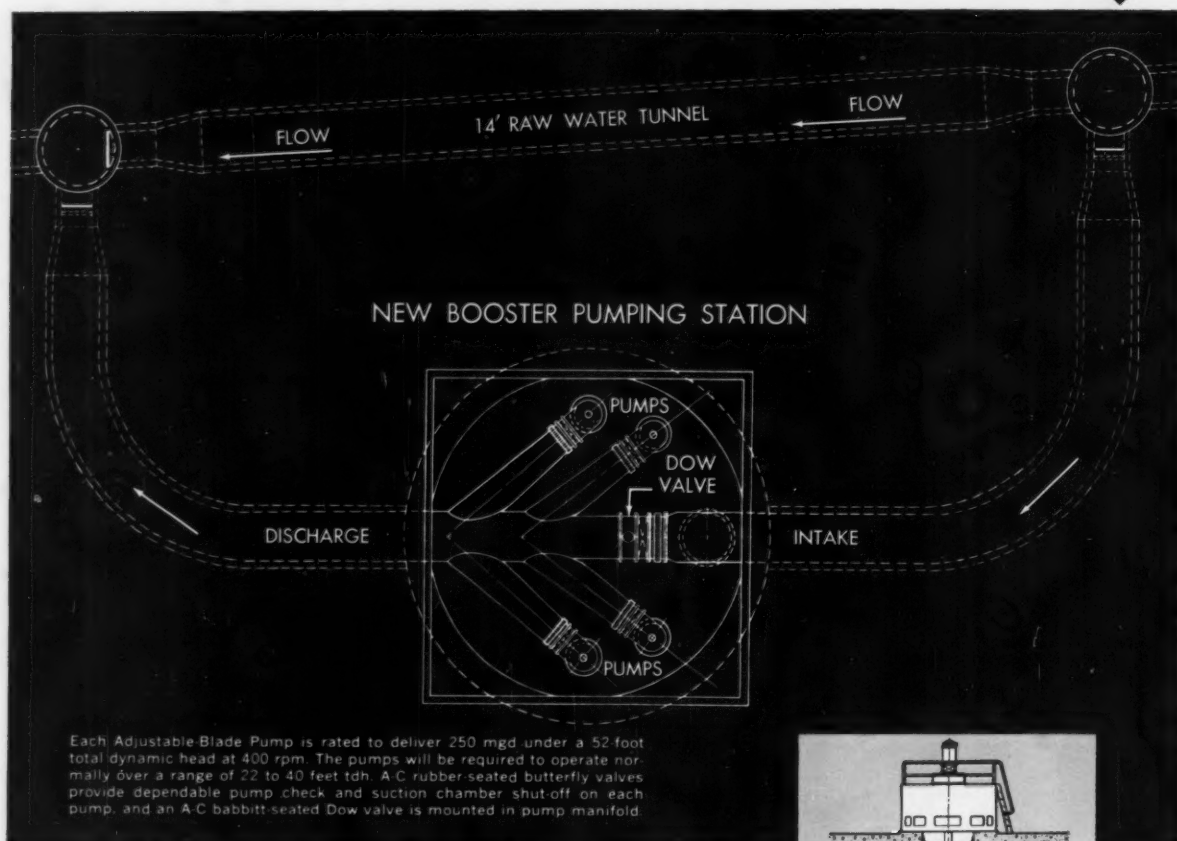 FLOW
14' RAW WATER TUNNEL
FLOW
NEW BOOSTER PUMPING STATION
PUMPS
DOW
VALVE
DISCHARGE
INTAKE
PUMPS
Each Adjustable-Blade Pump is rated to deliver 250 mgd under a 52-foot
total dynamic head at 400 rpm. The pumps will be required to operate nor-
mally over a range of 22 to 40 feet tdh. A-C rubber-seated butterfly valves
provide dependable pump check and suction chamber shut-off on each
pump, and an A-C babbitt-seated Dow valve is mounted in pump manifold.